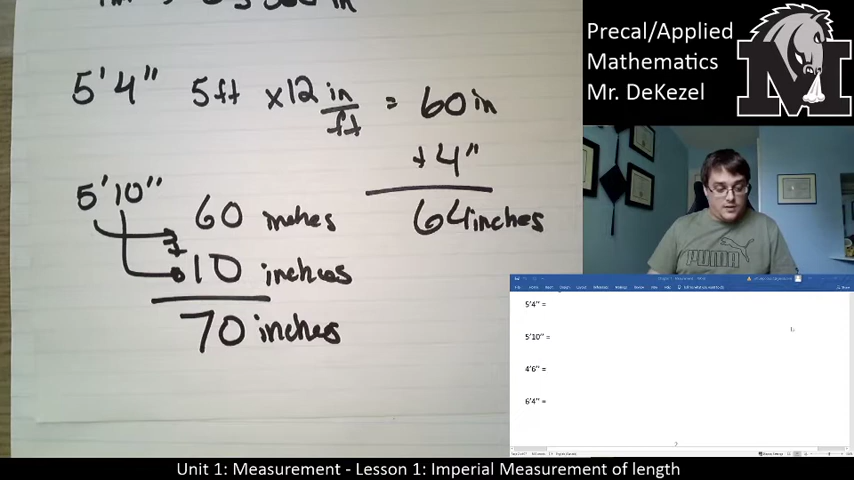 5'4" 5ft x12 in/ft = 60in
+4"
64inches
5'10" 60 inches
+ 10 inches
70 inches
Precal/Applied
Mathematics
Mr. DeKezel
M
PUMA
5'4" =
5'10" =
4'6" =
6'4" =
Unit 1: Measurement - Lesson 1: Imperial Measurement of length